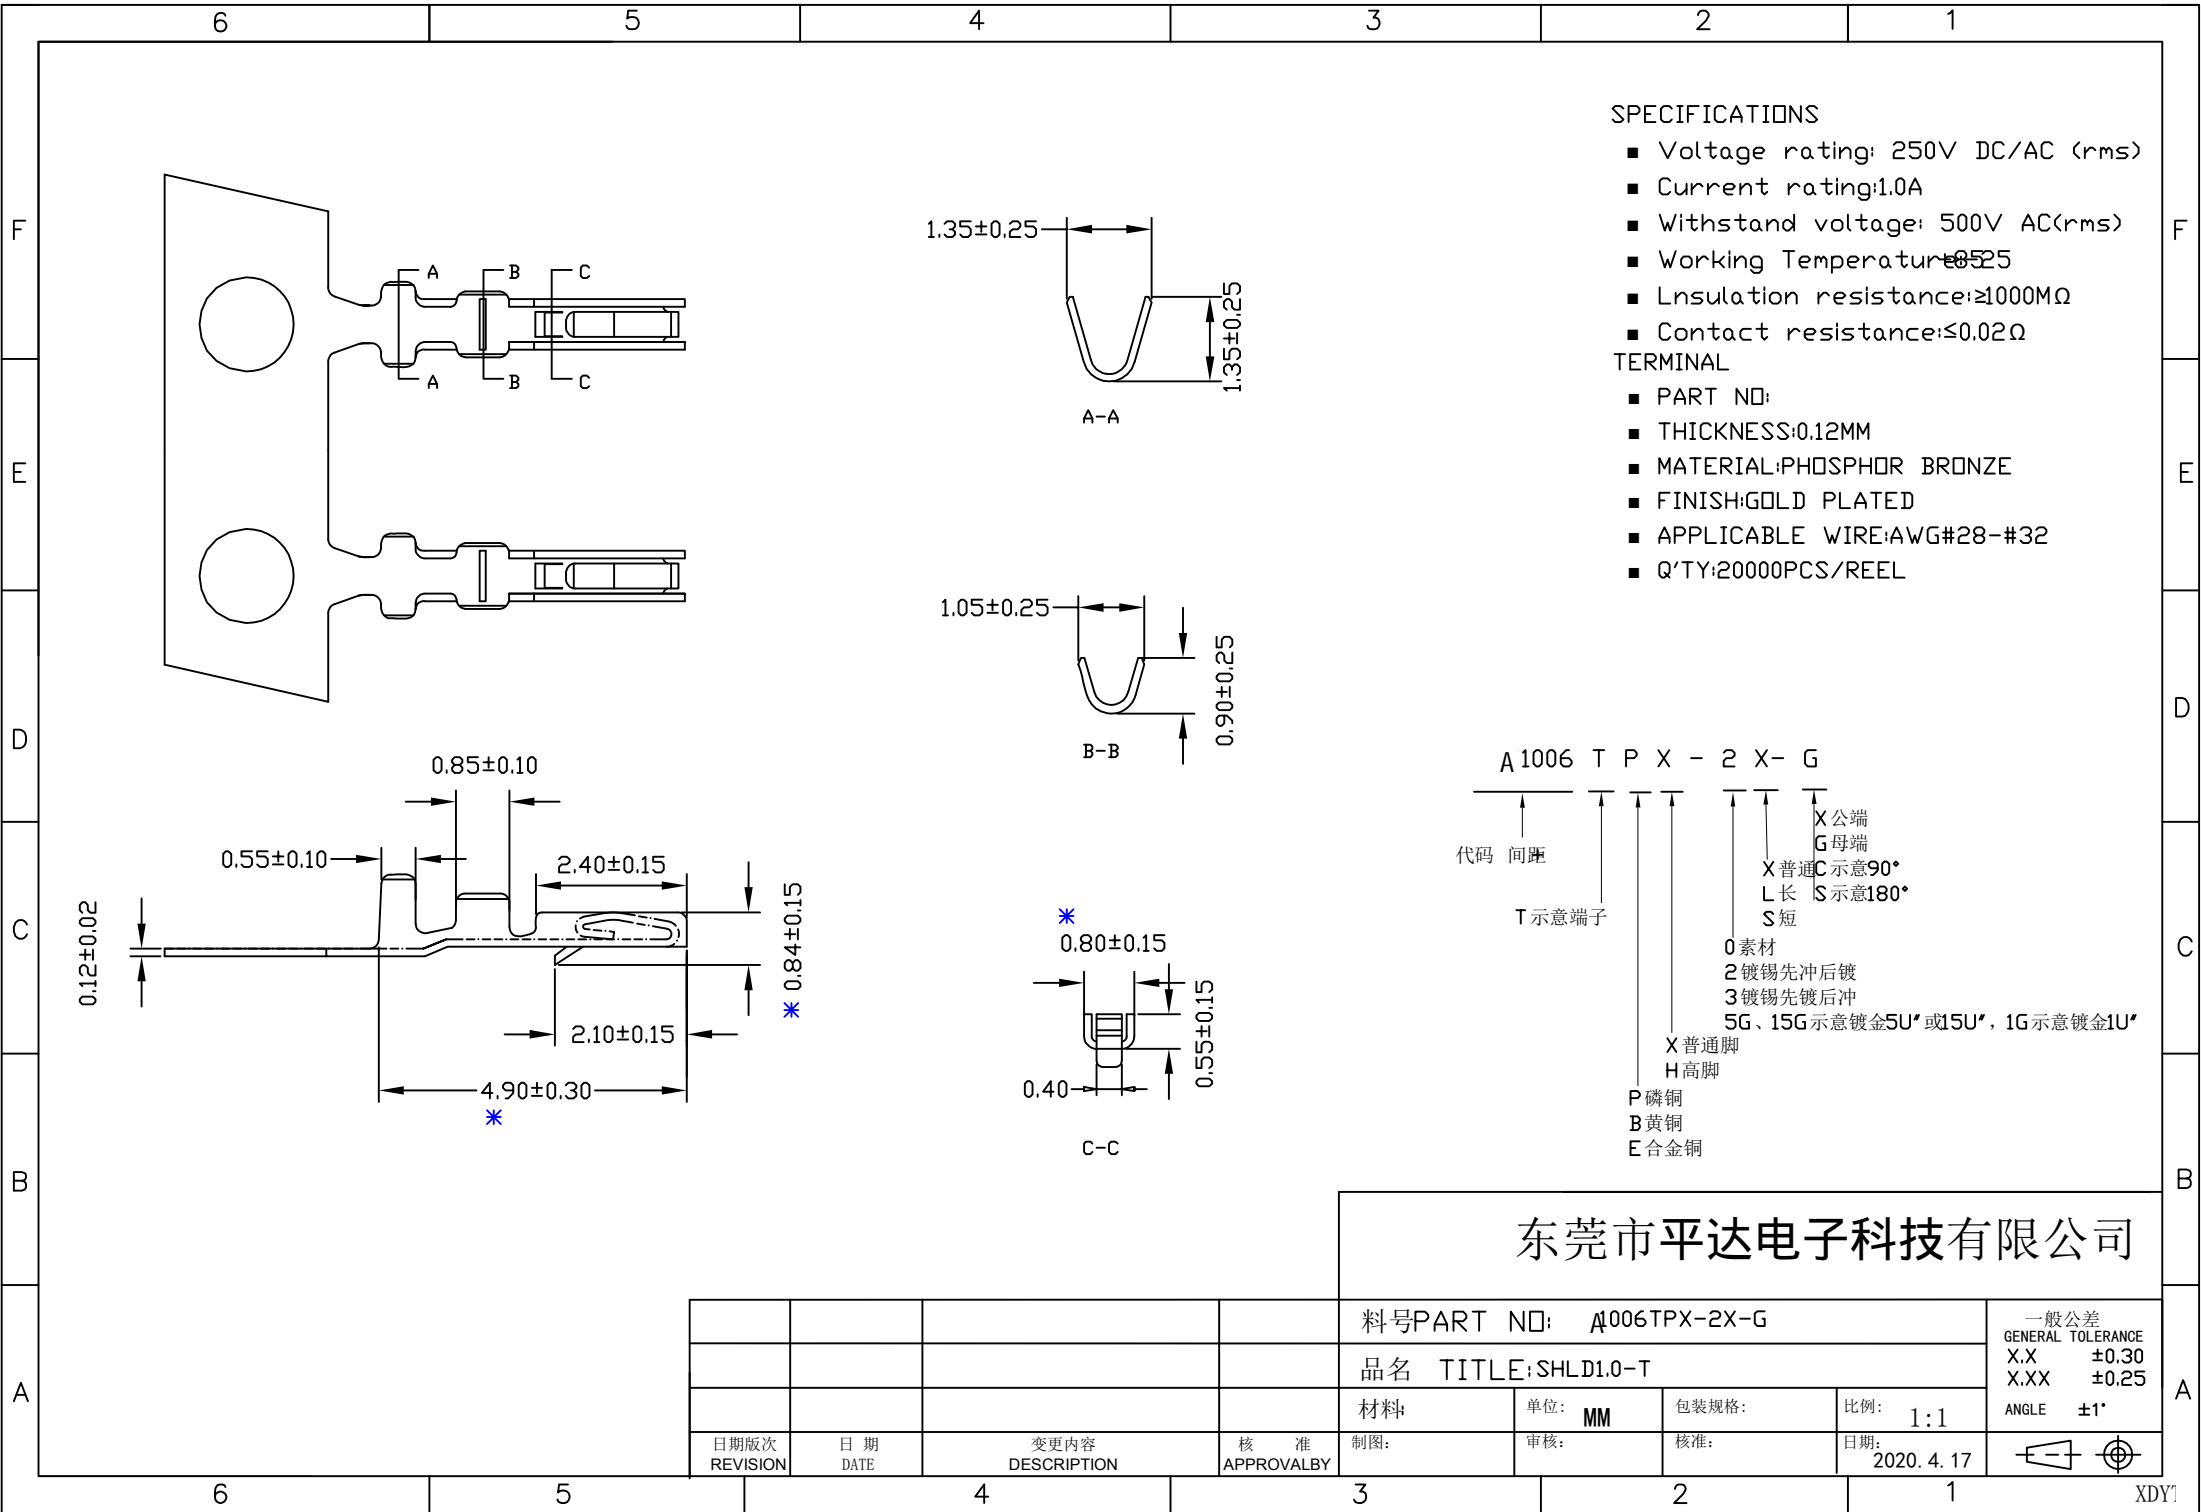 6 5 4 3 2 1
F
E
D
C
B
A
F
E
D
C
B
A
A B C
A B C
1.35±0.25
1.35±0.25
A-A
1.05±0.25
0.90±0.25
B-B
0.85±0.10
0.55±0.10
2.40±0.15
0.12±0.02
* 0.84±0.15
2.10±0.15
4.90±0.30
*
*
0.80±0.15
0.55±0.15
0.40
C-C
SPECIFICATIONS
■ Voltage rating: 250V DC/AC (rms)
■ Current rating:1.0A
■ Withstand voltage: 500V AC(rms)
■ Working Temperature
■ Lnsulation resistance:≥1000MΩ
■ Contact resistance:≤0.02Ω
TERMINAL
■ PART NO:
■ THICKNESS:0.12MM
■ MATERIAL:PHOSPHOR BRONZE
■ FINISH:GOLD PLATED
■ APPLICABLE WIRE:AWG#28-#32
■ Q'TY:20000PCS/REEL
A1006 T P X - 2 X- G
X公端
G母端
C示意90°
S示意180°
X普通
L长
S短
代码 间距
T示意端子
0素材
2镀锡先冲后镀
3镀锡先镀后冲
5G、15G示意镀金5U"或15U"，1G示意镀金1U"
X普通脚
H高脚
P磷铜
B黄铜
E合金铜
东莞市平达电子科技有限公司
料号PART NO: A1006TPX-2X-G
品名 TITLE:SHLD1.0-T
材料:
单位: MM
包装规格:
比例: 1:1
制图:
审核:
核准:
日期: 2020.4.17
一般公差
GENERAL TOLERANCE
X.X ±0.30
X.XX ±0.25
ANGLE ±1°
日期版次
REVISION
日 期
DATE
变更内容
DESCRIPTION
核 准
APPROVALBY
6 5 4 3 2 1